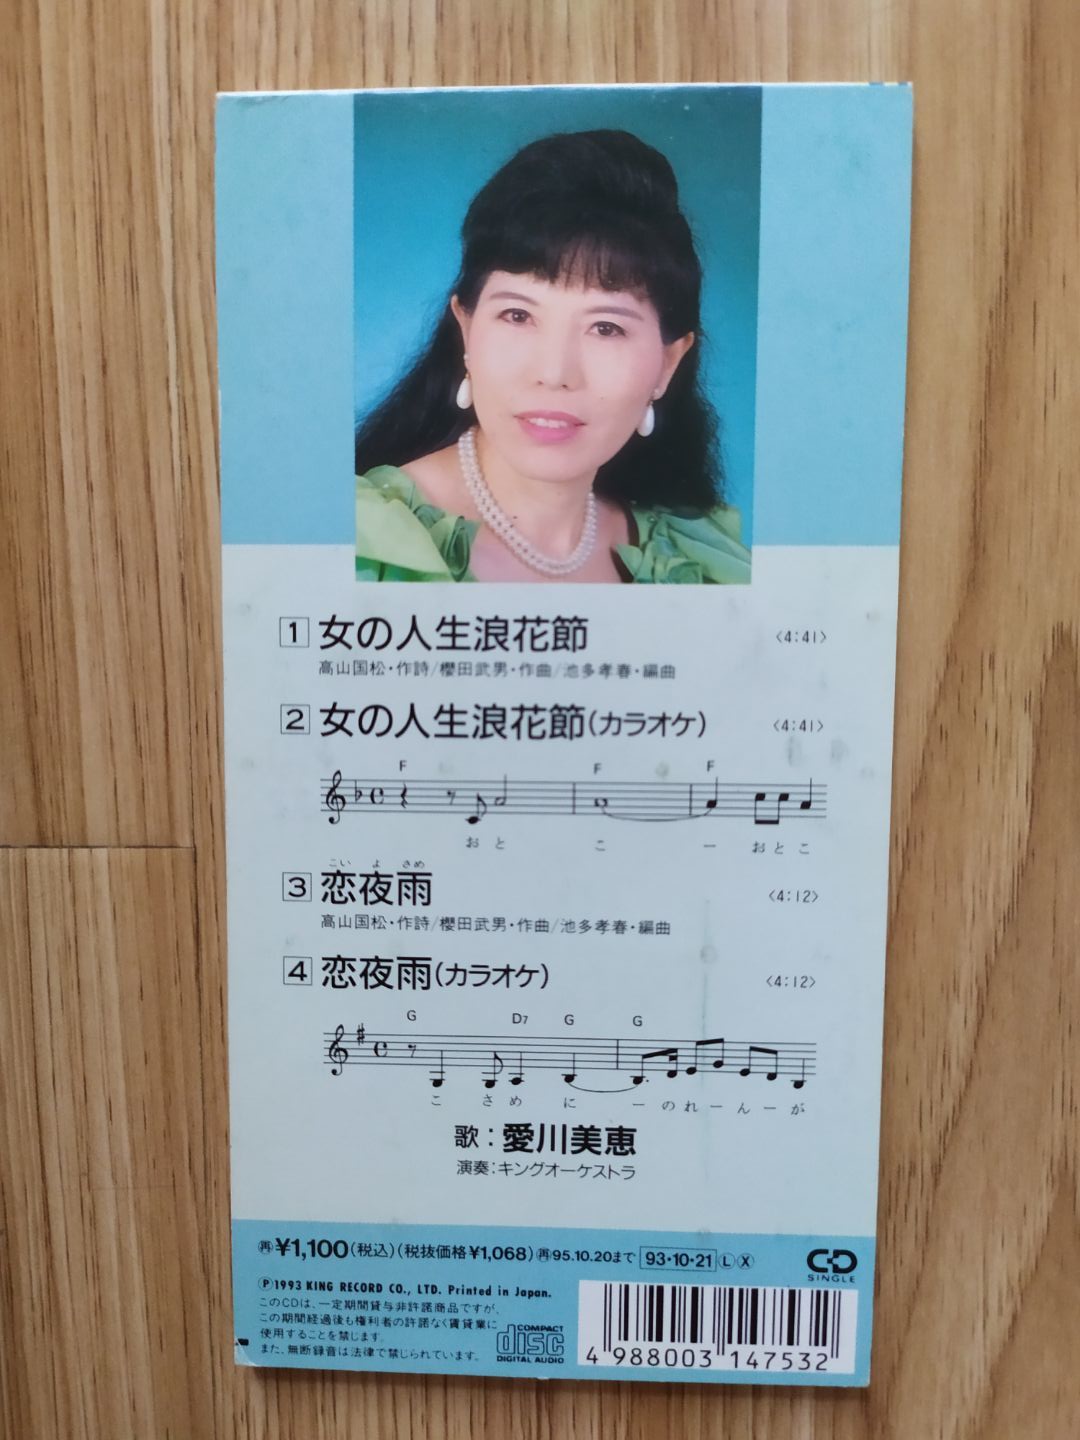 1 女の人生浪花節 〈4:41〉
高山国松・作詩/櫻田武男・作曲/池多孝春・編曲
2 女の人生浪花節(カラオケ) 〈4:41〉
F F F
おとこーおとこ
こい よ さめ
3 恋夜雨 〈4:12〉
高山国松・作詩/櫻田武男・作曲/池多孝春・編曲
4 恋夜雨(カラオケ) 〈4:12〉
G D7 G G
こさめにーのれーんーが
歌:愛川美恵
演奏:キングオーケストラ
再¥1,100(税込)(税抜価格¥1,068)再95.10.20まで 93・10・21 Ⓛ Ⓧ
CD SINGLE
Ⓟ1993 KING RECORD CO., LTD. Printed in Japan.
このCDは、一定期間貸与非許諾商品ですが、
この期間経過後も権利者の許諾なく賃貸業に
使用することを禁じます。
また、無断録音は法律で禁じられています。
COMPACT disc DIGITAL AUDIO
4 988003 147532